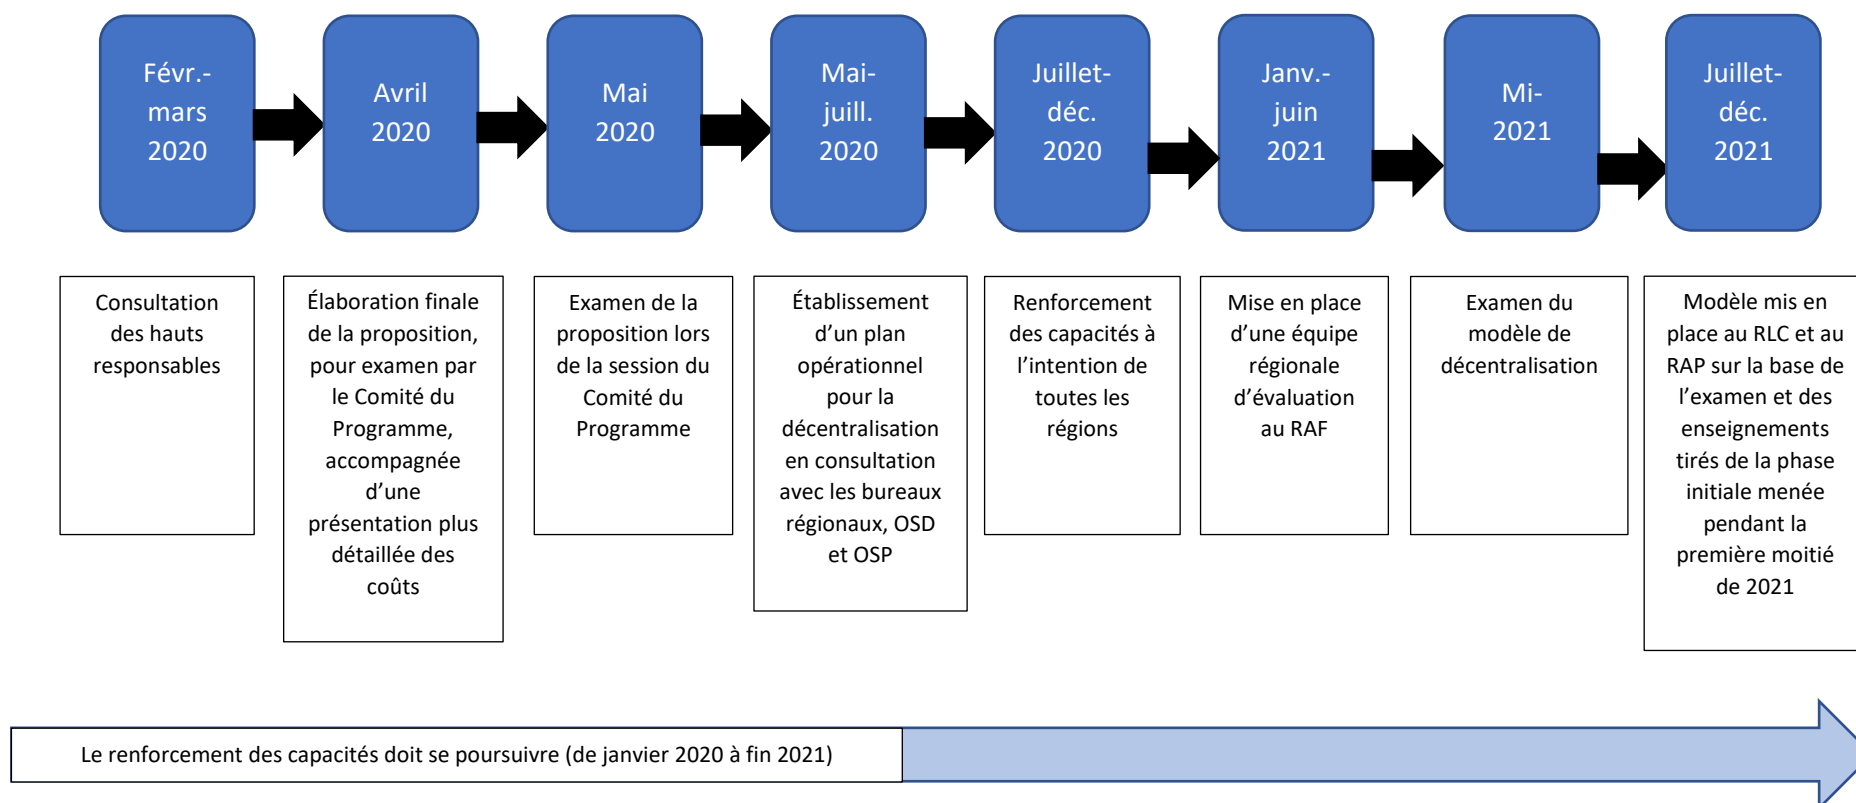 Févr.-
mars
2020
Avril
2020
Mai
2020
Mai-
juill.
2020
Juillet-
déc.
2020
Janv.-
juin
2021
Mi-
2021
Juillet-
déc.
2021
Consultation
des hauts
responsables
Élaboration finale
de la proposition,
pour examen par
le Comité du
Programme,
accompagnée
d’une
présentation plus
détaillée des
coûts
Examen de la
proposition lors
de la session du
Comité du
Programme
Établissement
d’un plan
opérationnel
pour la
décentralisation
en consultation
avec les bureaux
régionaux, OSD
et OSP
Renforcement
des capacités à
l’intention de
toutes les
régions
Mise en place
d’une équipe
régionale
d’évaluation
au RAF
Examen du
modèle de
décentralisation
Modèle mis en
place au RLC et au
RAP sur la base de
l’examen et des
enseignements
tirés de la phase
initiale menée
pendant la
première moitié
de 2021
Le renforcement des capacités doit se poursuivre (de janvier 2020 à fin 2021)